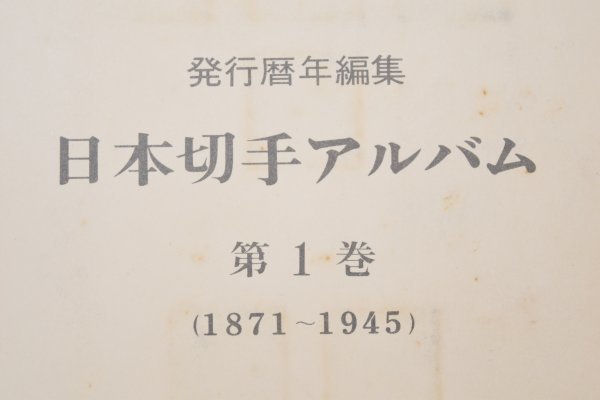 発行暦年編集
日本切手アルバム
第1巻
(1871~1945)